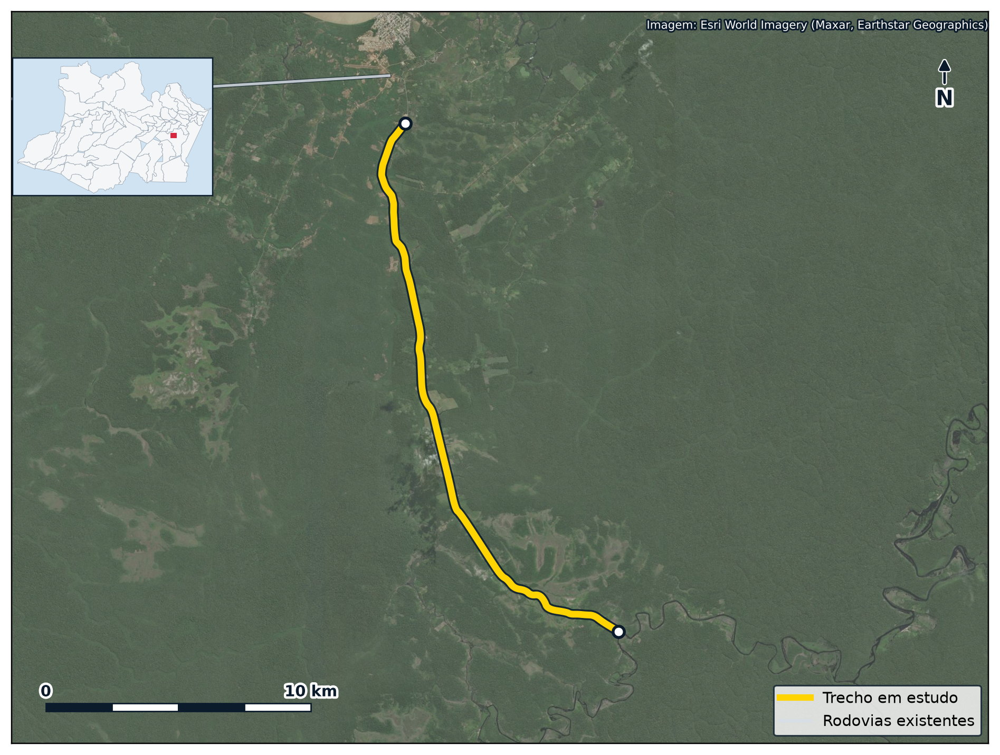 Imagem: Esri World Imagery (Maxar, Earthstar Geographics)
N
0 10 km
Trecho em estudo
Rodovias existentes